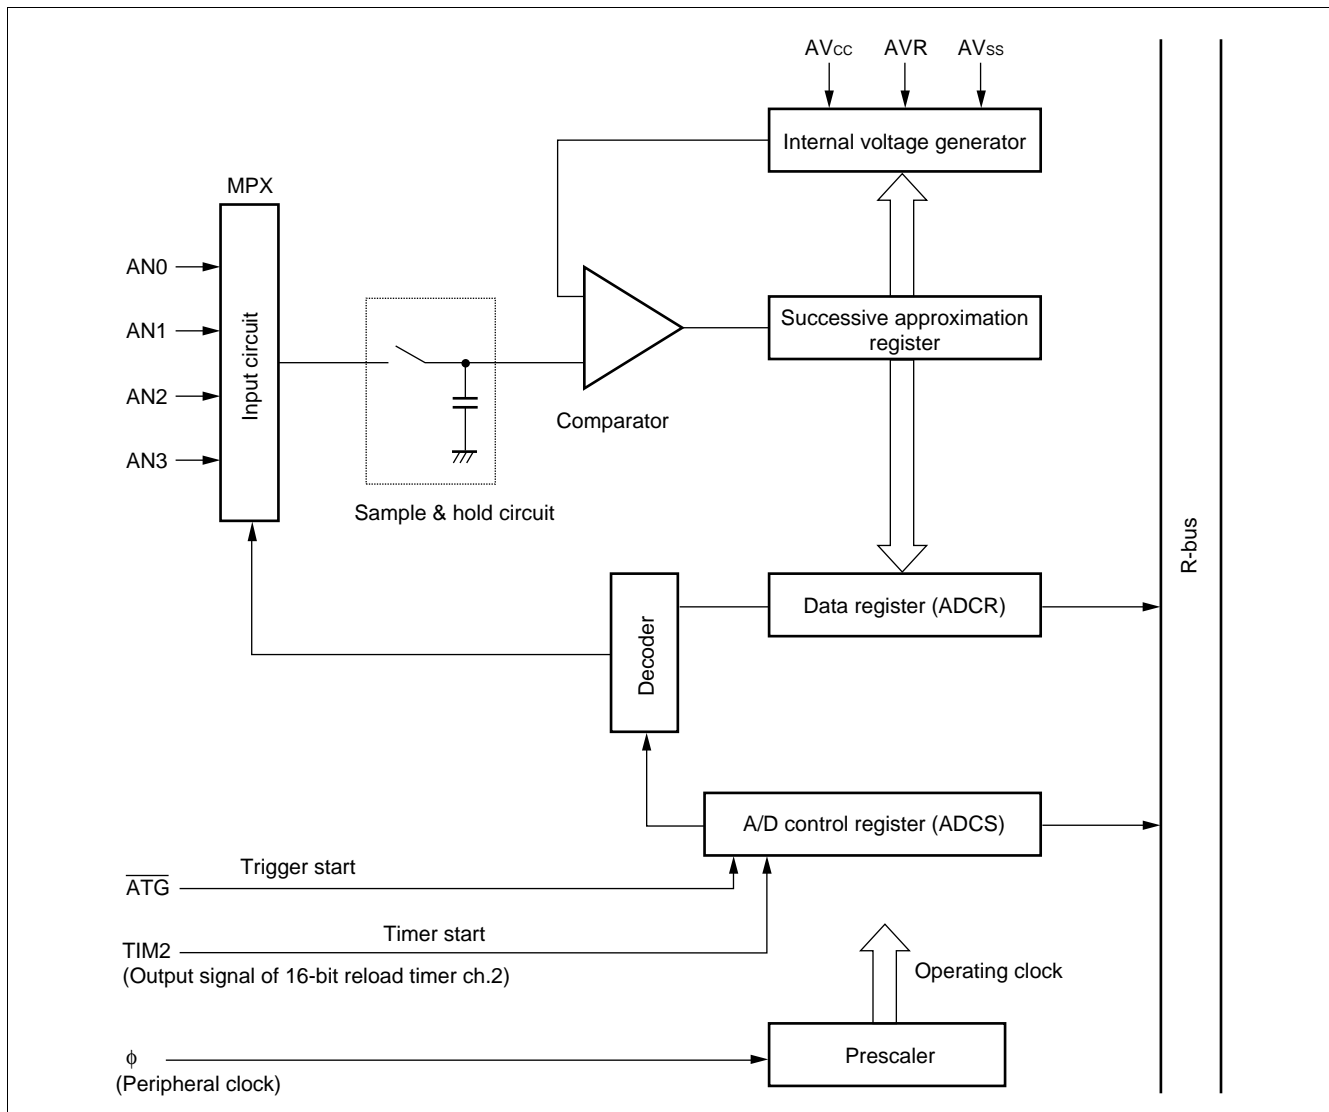 AVCC AVR AVSS
Internal voltage generator
MPX
AN0
AN1
AN2
AN3
Input circuit
Successive approximation
register
Comparator
Sample & hold circuit
R-bus
Data register (ADCR)
Decoder
A/D control register (ADCS)
Trigger start
ATG
Timer start
TIM2
(Output signal of 16-bit reload timer ch.2)
Operating clock
Prescaler
ϕ
(Peripheral clock)